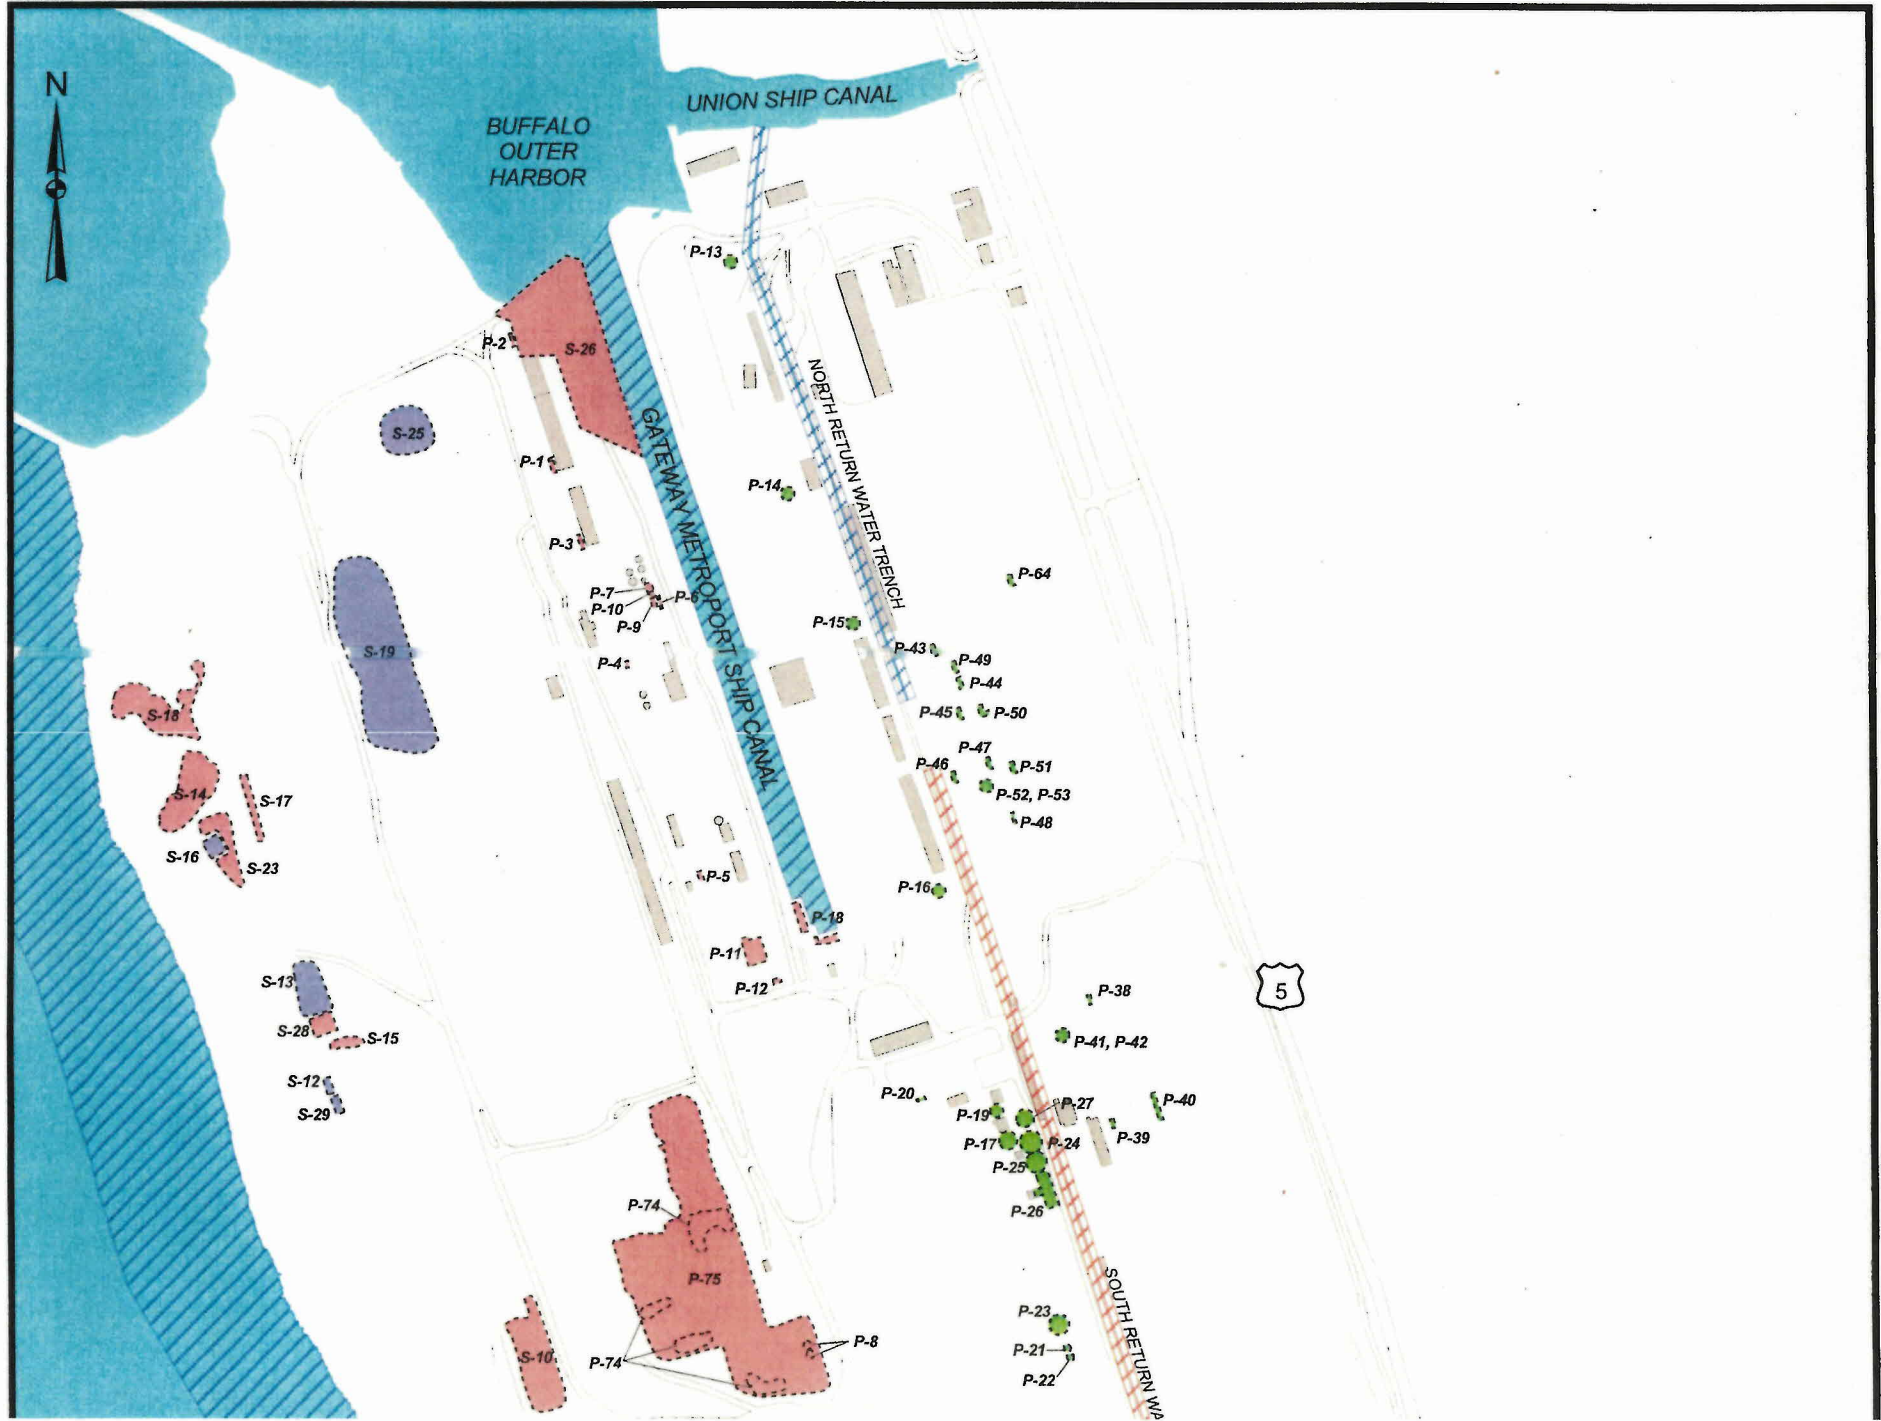 N
UNION SHIP CANAL
BUFFALO
OUTER
HARBOR
P-13
P-2
S-26
NORTH RETURN WATER TRENCH
GATEWAY METROPORT SHIP CANAL
S-25
P-1
P-14
P-3
P-64
P-7
P-6
P-10
P-9
P-15
P-43
S-19
P-4
P-49
P-44
S-18
P-45
P-50
P-47
P-46
P-51
S-14
S-17
P-52, P-53
P-48
S-16
S-23
P-5
P-16
P-18
P-11
S-13
P-12
P-38
5
S-28
S-15
P-41, P-42
S-12
S-29
P-20
P-27
P-40
P-19
P-39
P-17
P-24
P-25
P-74
P-26
P-75
SOUTH RETURN WA
P-23
P-8
P-21
S-10
P-74
P-22